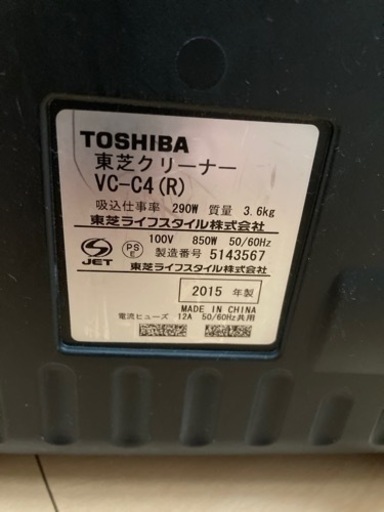 TOSHIBA
東芝クリーナー
VC-C4(R)
吸込仕事率 290W 質量 3.6kg
東芝ライフスタイル株式会社
100V 850W 50/60Hz
製造番号 5143567
JET
PS
E
2015 年製
MADE IN CHINA
電流ヒューズ 12A 50/60Hz共用
東芝ライフスタイル株式会社